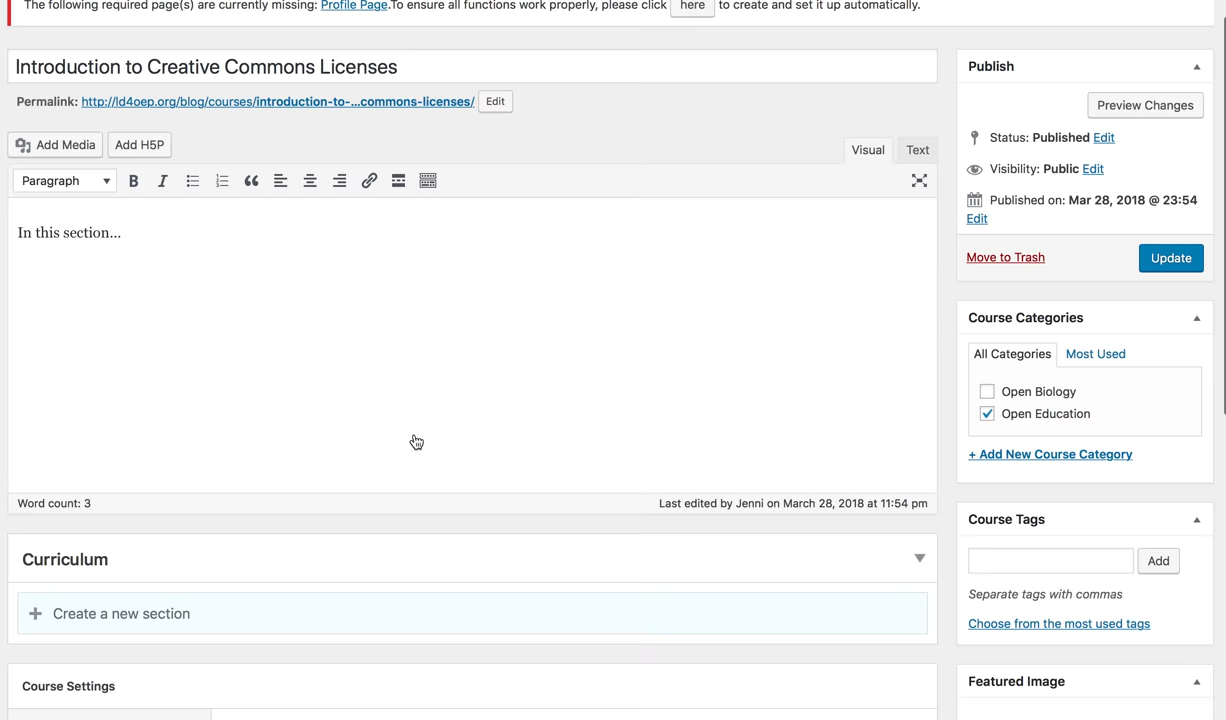 The following required page(s) are currently missing: Profile Page.To ensure all functions work properly, please click here to create and set it up automatically.
Introduction to Creative Commons Licenses
Permalink: http://ld4oep.org/blog/courses/introduction-to-...commons-licenses/ Edit
Add Media Add H5P
Visual Text
Paragraph
In this section...
Word count: 3
Last edited by Jenni on March 28, 2018 at 11:54 pm
Curriculum
Create a new section
Course Settings
Publish
Preview Changes
Status: Published Edit
Visibility: Public Edit
Published on: Mar 28, 2018 @ 23:54
Edit
Move to Trash
Update
Course Categories
All Categories Most Used
Open Biology
Open Education
+ Add New Course Category
Course Tags
Add
Separate tags with commas
Choose from the most used tags
Featured Image